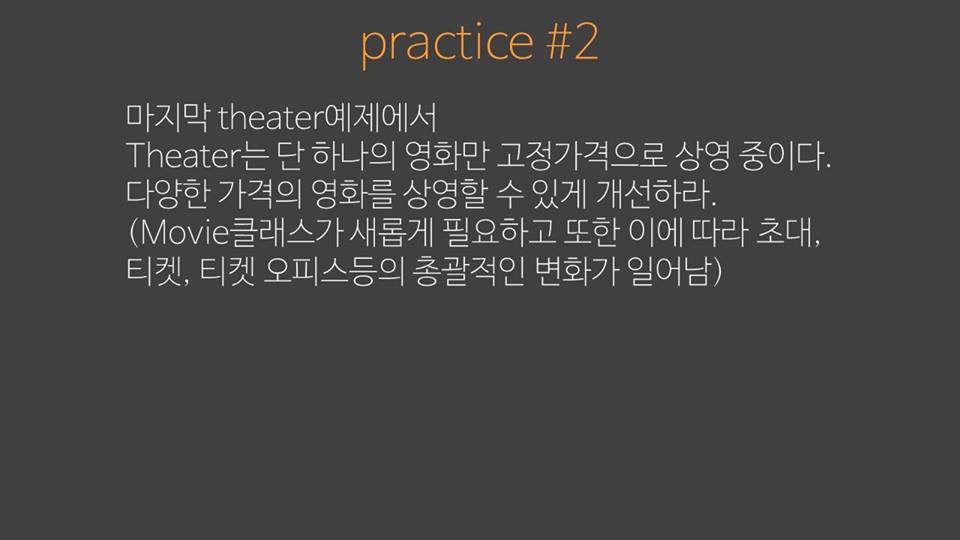 practice #2
마지막 theater예제에서
Theater는 단 하나의 영화만 고정가격으로 상영 중이다.
다양한 가격의 영화를 상영할 수 있게 개선하라.
(Movie클래스가 새롭게 필요하고 또한 이에 따라 초대,
티켓, 티켓 오피스등의 총괄적인 변화가 일어남)